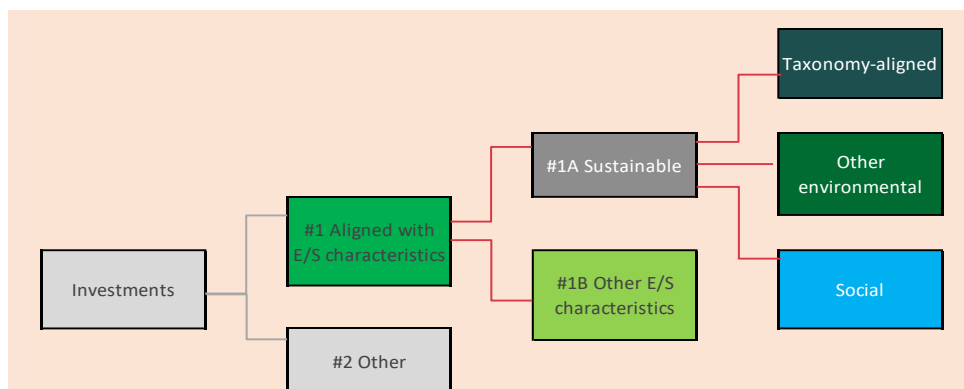 Taxonomy-aligned
#1A Sustainable
Other
environmental
#1 Aligned with
E/S characteristics
Investments
#1B Other E/S
characteristics
Social
#2 Other